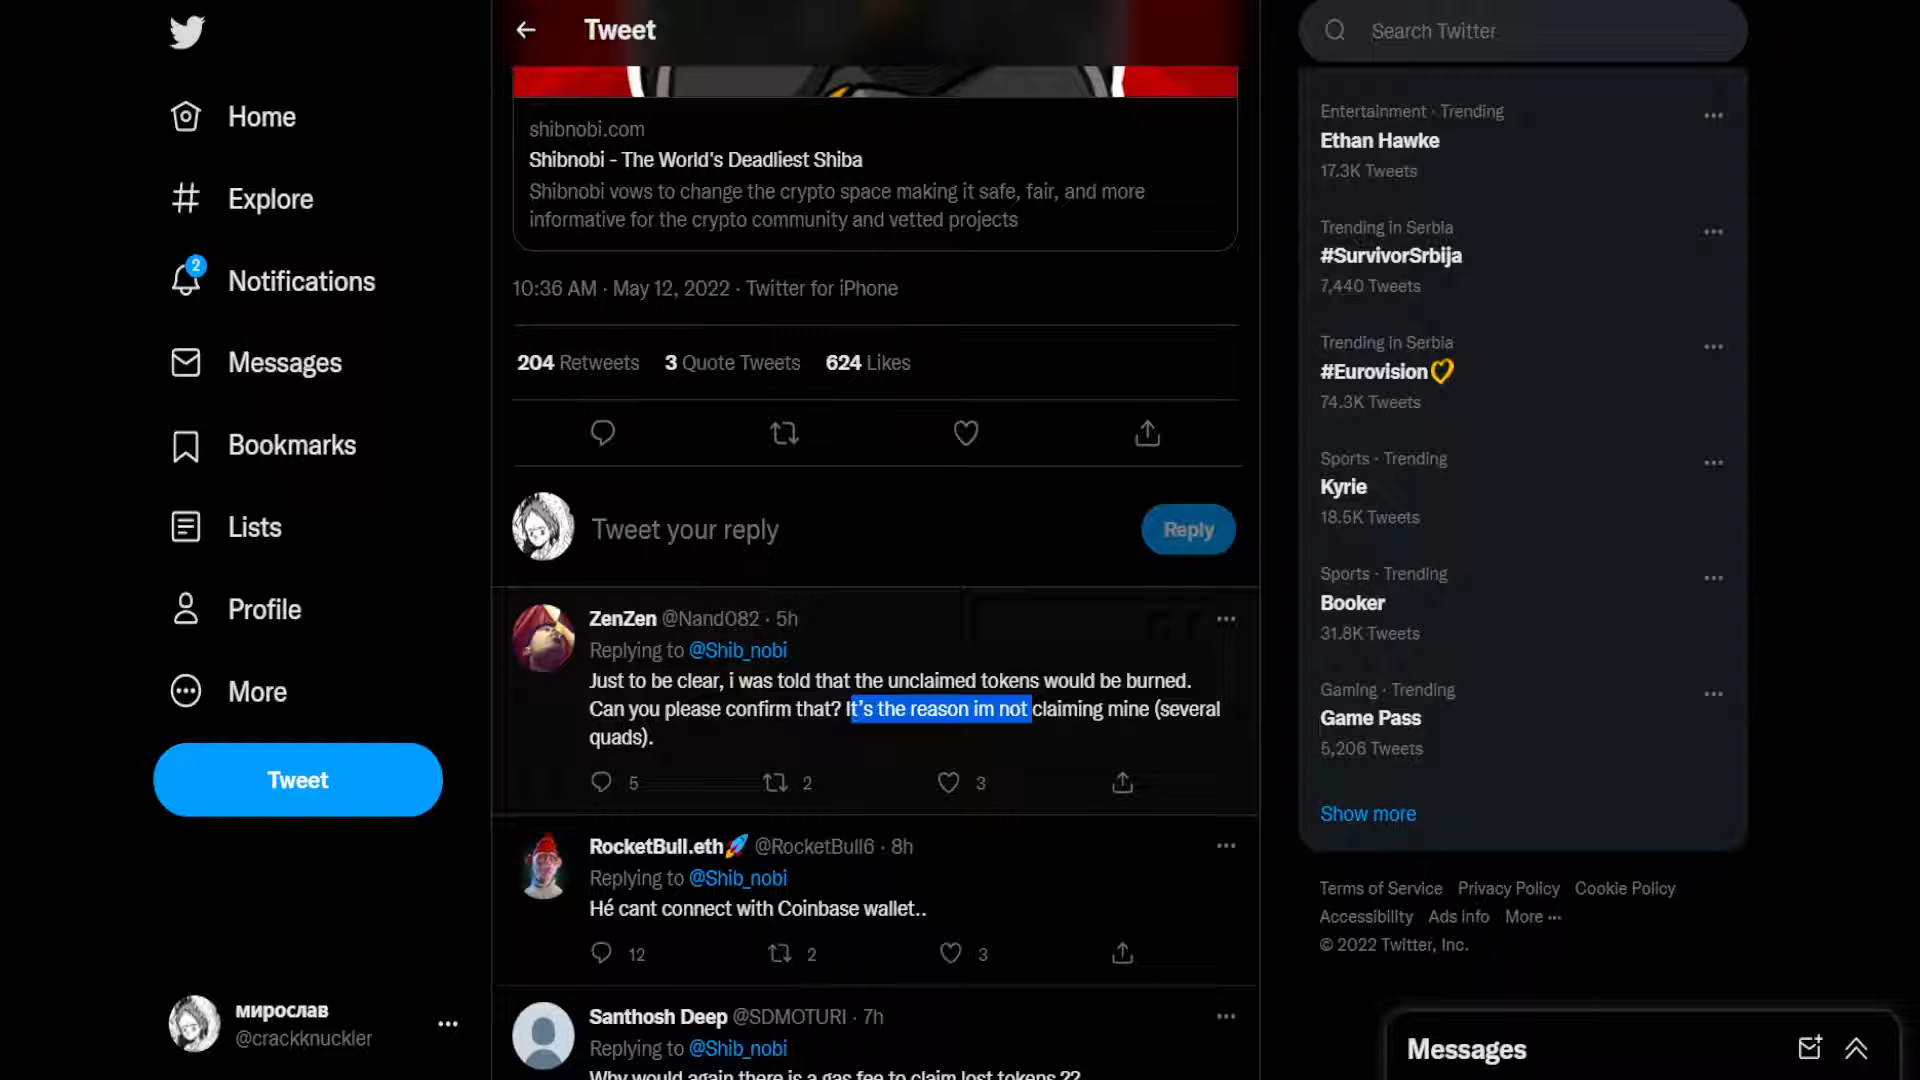 Home
Explore
2
Notifications
Messages
Bookmarks
Lists
Profile
More
Tweet
мирослав
@crackknuckler
Tweet
shibnobi.com
Shibnobi - The World's Deadliest Shiba
Shibnobi vows to change the crypto space making it safe, fair, and more
informative for the crypto community and vetted projects
10:36 AM · May 12, 2022 · Twitter for iPhone
204 Retweets 3 Quote Tweets 624 Likes
Tweet your reply
Reply
ZenZen @Nand082 · 5h
Replying to @Shib_nobi
Just to be clear, i was told that the unclaimed tokens would be burned.
Can you please confirm that? It's the reason im not claiming mine (several
quads).
5 2 3
RocketBull.eth🚀 @RocketBull6 · 8h
Replying to @Shib_nobi
Hé cant connect with Coinbase wallet..
12 2 3
Santhosh Deep @SDMOTURI · 7h
Replying to @Shib_nobi
Why would again there is a gas fee to claim lost tokens ??
Search Twitter
Entertainment · Trending
Ethan Hawke
17.3K Tweets
Trending in Serbia
#SurvivorSrbija
7,440 Tweets
Trending in Serbia
#Eurovision
74.3K Tweets
Sports · Trending
Kyrie
18.5K Tweets
Sports · Trending
Booker
31.8K Tweets
Gaming · Trending
Game Pass
5,206 Tweets
Show more
Terms of Service Privacy Policy Cookie Policy
Accessibility Ads info More ···
© 2022 Twitter, Inc.
Messages